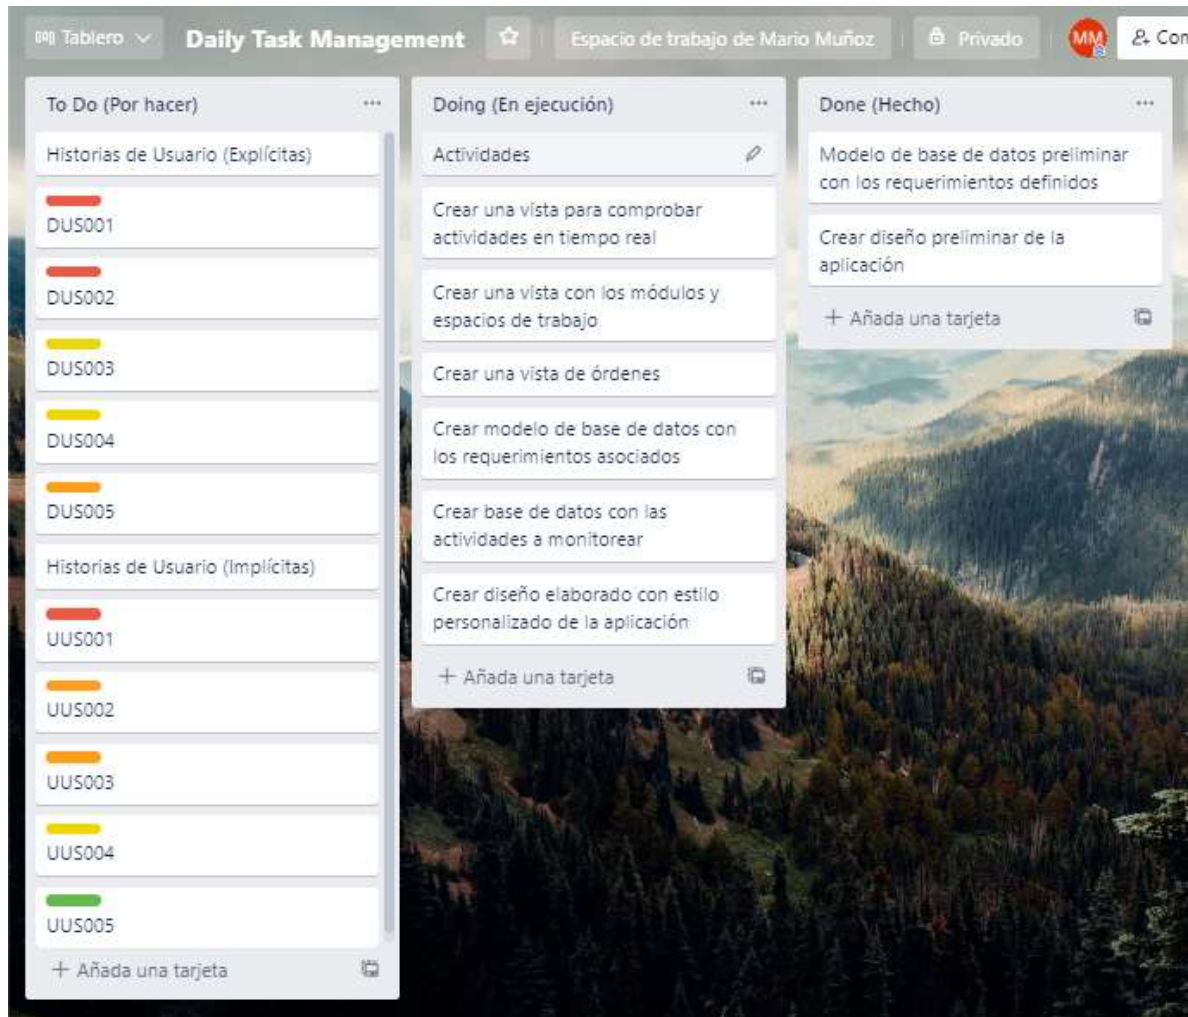 Tablero
Daily Task Management
Espacio de trabajo de Mario Muñoz
Privado
MM
To Do (Por hacer)
Historias de Usuario (Explícitas)
DUS001
DUS002
DUS003
DUS004
DUS005
Historias de Usuario (Implícitas)
UUS001
UUS002
UUS003
UUS004
UUS005
+ Añada una tarjeta
Doing (En ejecución)
Actividades
Crear una vista para comprobar
actividades en tiempo real
Crear una vista con los módulos y
espacios de trabajo
Crear una vista de órdenes
Crear modelo de base de datos con
los requerimientos asociados
Crear base de datos con las
actividades a monitorear
Crear diseño elaborado con estilo
personalizado de la aplicación
+ Añada una tarjeta
Done (Hecho)
Modelo de base de datos preliminar
con los requerimientos definidos
Crear diseño preliminar de la
aplicación
+ Añada una tarjeta